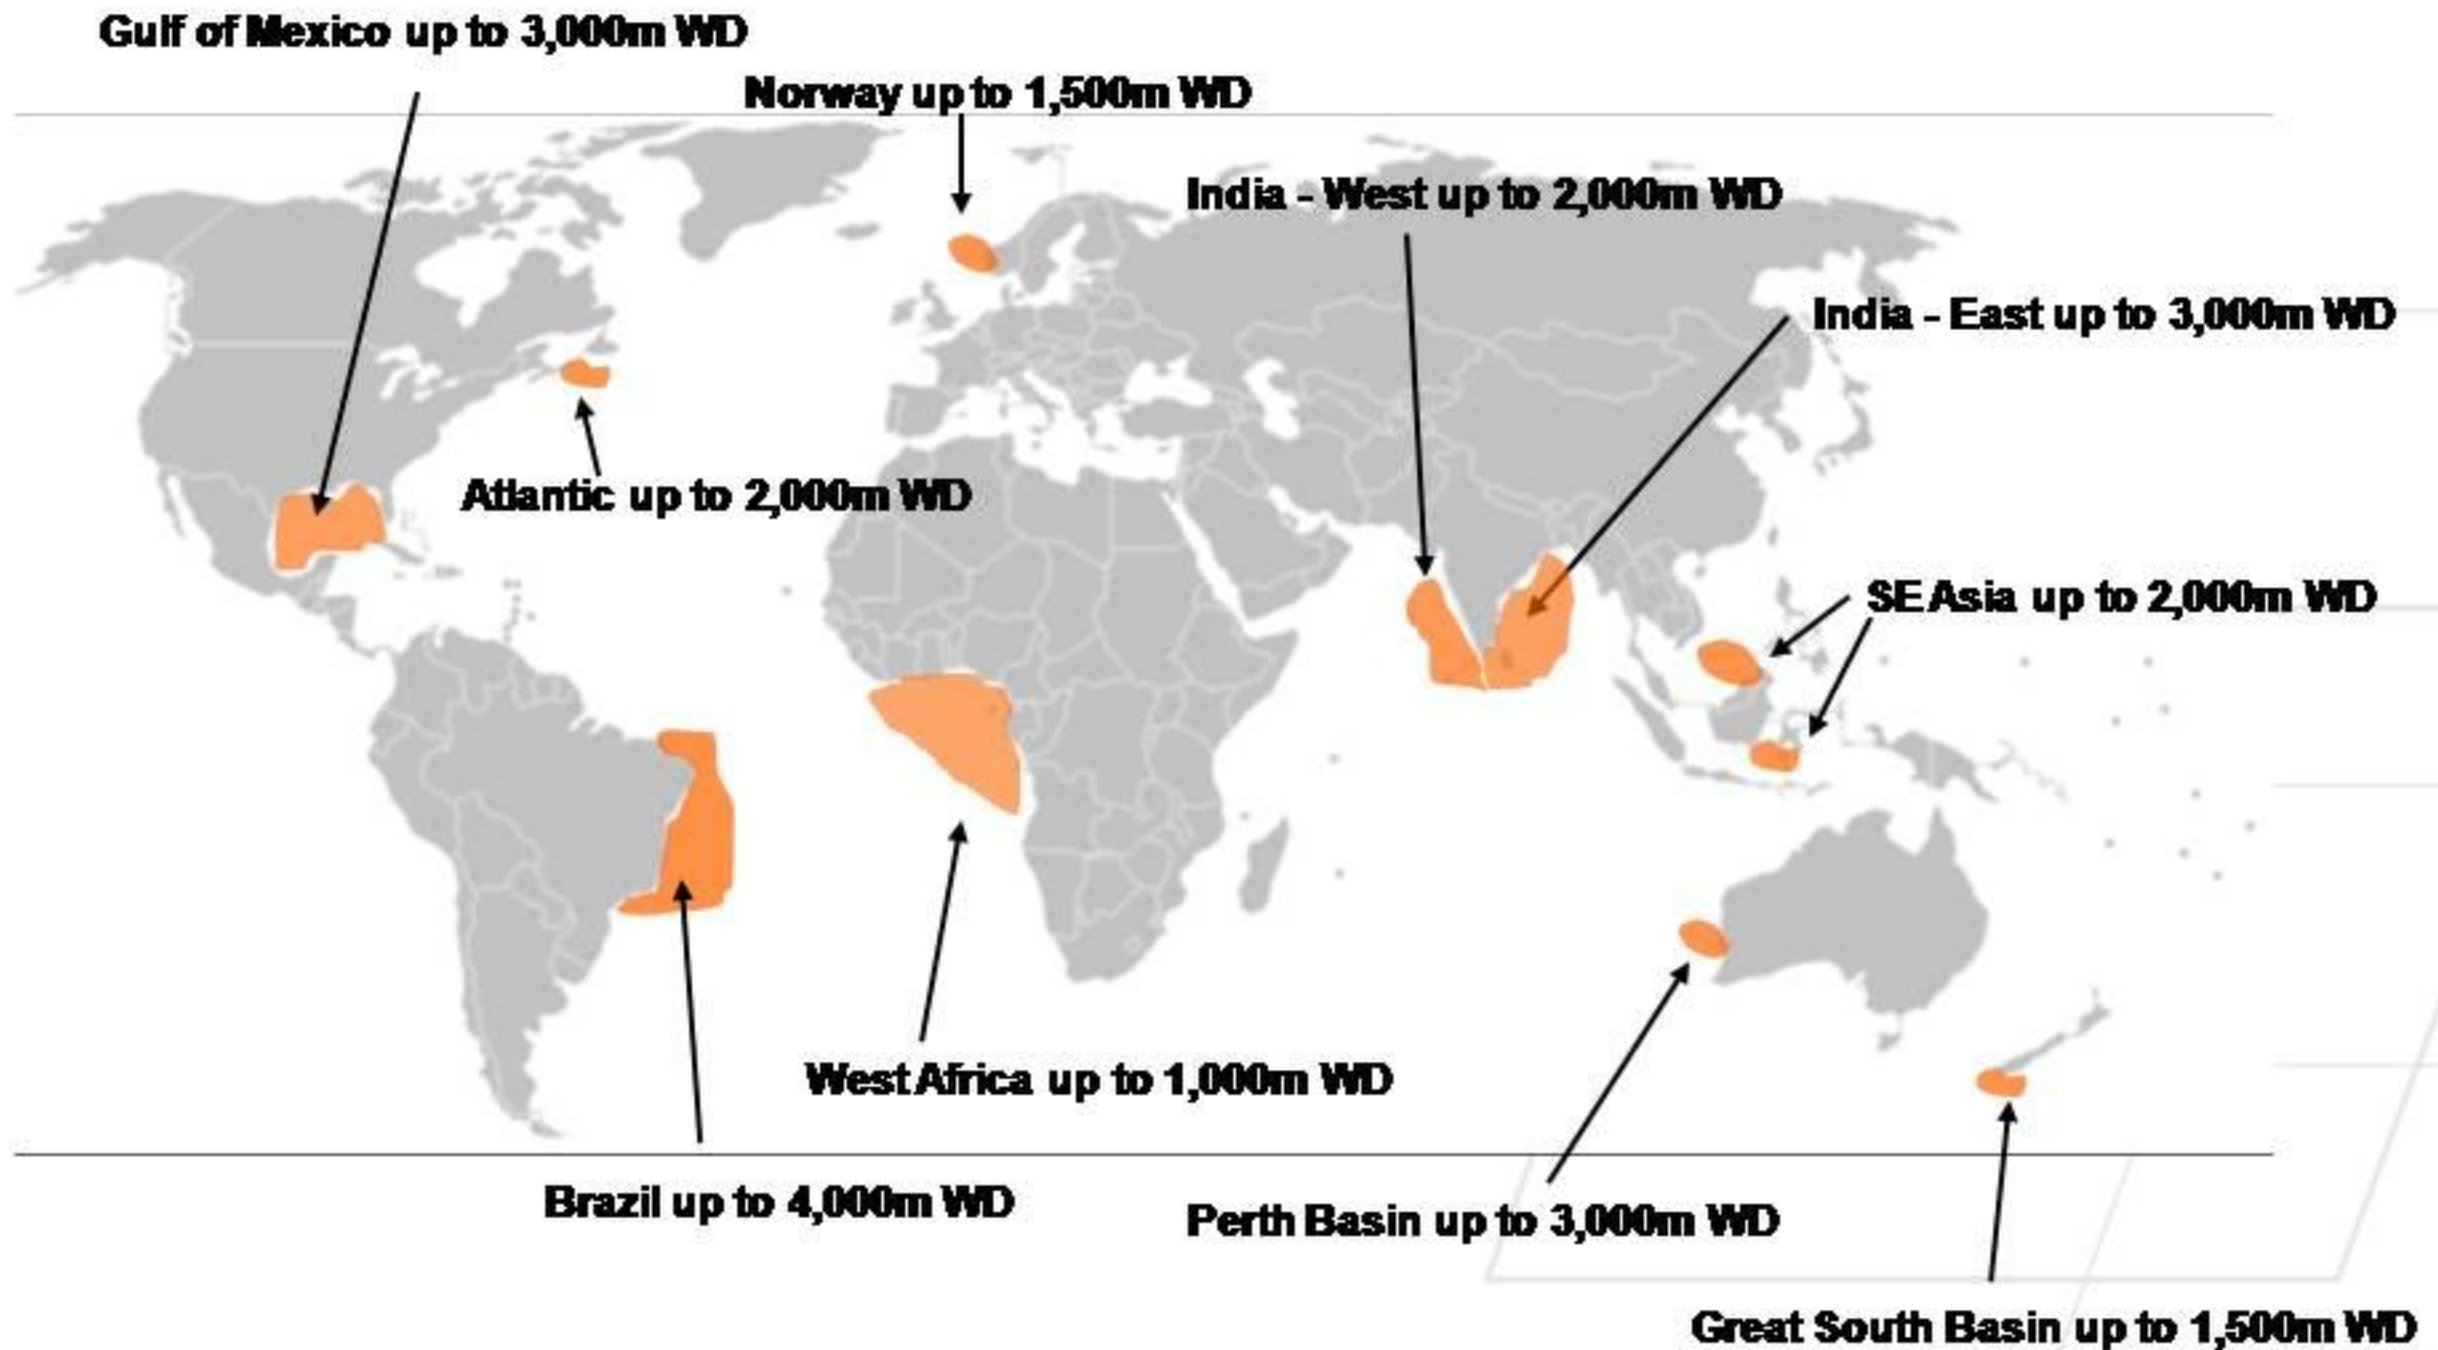 Gulf of Mexico up to 3,000m WD
Norway up to 1,500m WD
India - West up to 2,000m WD
India - East up to 3,000m WD
Atlantic up to 2,000m WD
SE Asia up to 2,000m WD
West Africa up to 1,000m WD
Brazil up to 4,000m WD
Perth Basin up to 3,000m WD
Great South Basin up to 1,500m WD